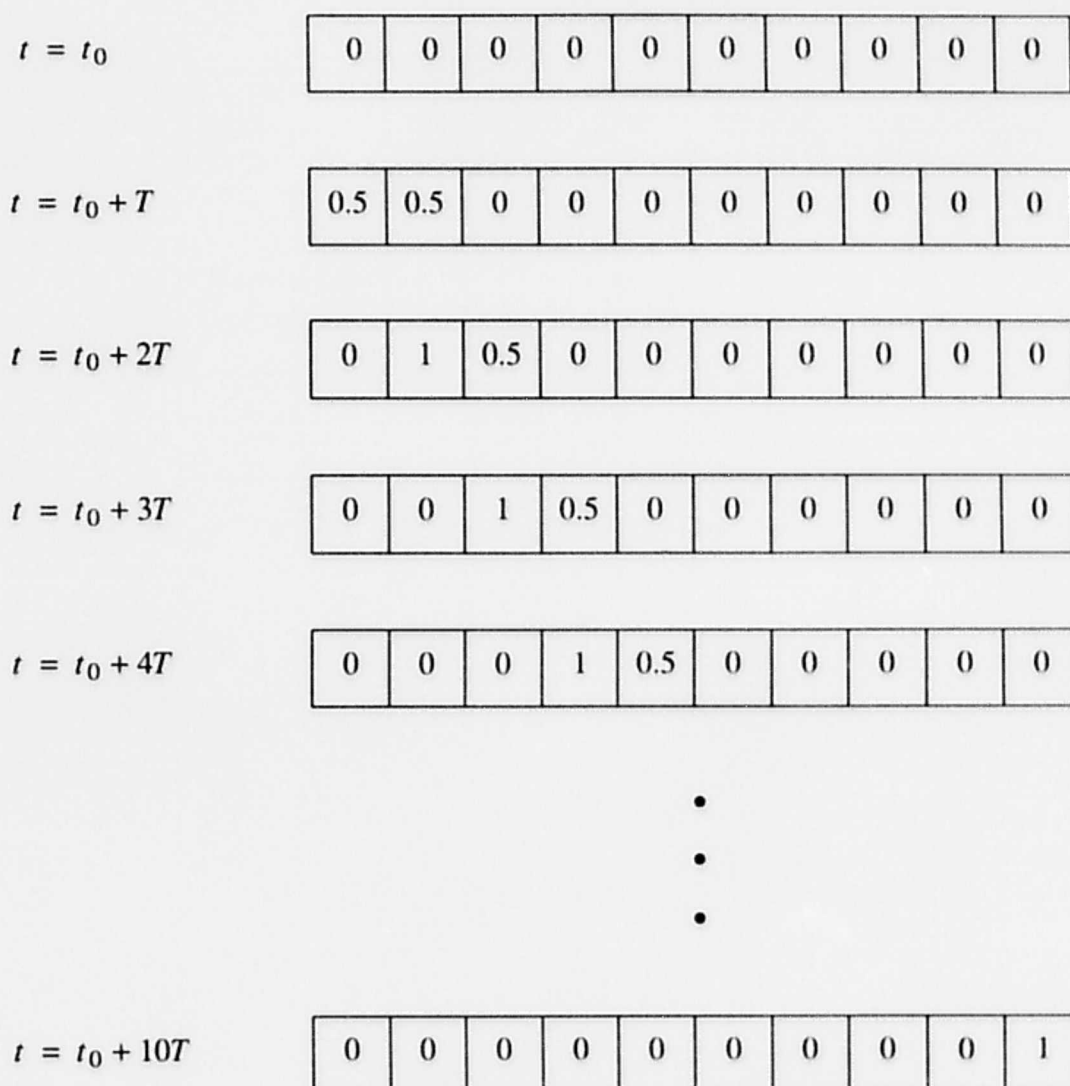 t = t0 0 0 0 0 0 0 0 0 0 0
t = t0 + T 0.5 0.5 0 0 0 0 0 0 0 0
t = t0 + 2T 0 1 0.5 0 0 0 0 0 0 0
t = t0 + 3T 0 0 1 0.5 0 0 0 0 0 0
t = t0 + 4T 0 0 0 1 0.5 0 0 0 0 0
t = t0 + 10T 0 0 0 0 0 0 0 0 0 1